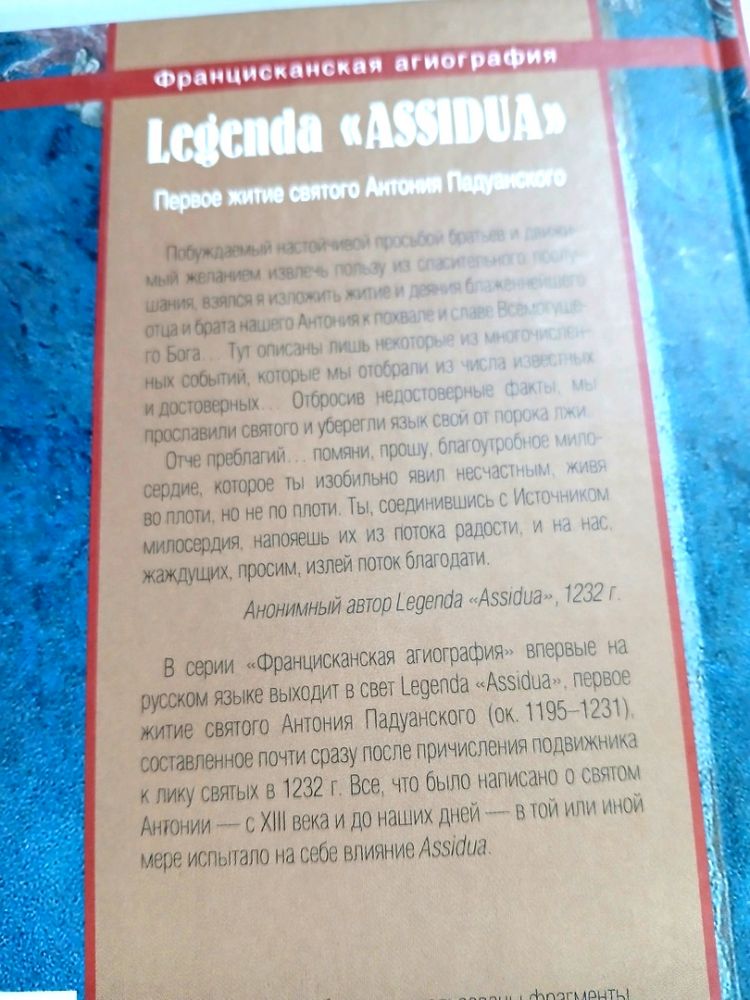 Францисканская агиография
Legenda «ASSIDUA»
Первое житие святого Антония Падуанского
Побуждаемый настойчивой просьбой братьев и движи-
мый желанием извлечь пользу из спасительного послу-
шания, взялся я изложить житие и деяния блаженнейшего
отца и брата нашего Антония к похвале и славе Всемогуще-
го Бога... Тут описаны лишь некоторые из многочислен-
ных событий, которые мы отобрали из числа известных
и достоверных... Отбросив недостоверные факты, мы
прославили святого и уберегли язык свой от порока лжи.
Отче преблагий... помяни, прошу, благоутробное мило-
сердие, которое ты изобильно явил несчастным, живя
во плоти, но не по плоти. Ты, соединившись с Источником
милосердия, напояешь их из потока радости, и на нас,
жаждущих, просим, излей поток благодати.
Анонимный автор Legenda «Assidua», 1232 г.
В серии «Францисканская агиография» впервые на
русском языке выходит в свет Legenda «Assidua», первое
житие святого Антония Падуанского (ок. 1195–1231),
составленное почти сразу после причисления подвижника
к лику святых в 1232 г. Все, что было написано о святом
Антонии — с XIII века и до наших дней — в той или иной
мере испытало на себе влияние Assidua.
фрагменты